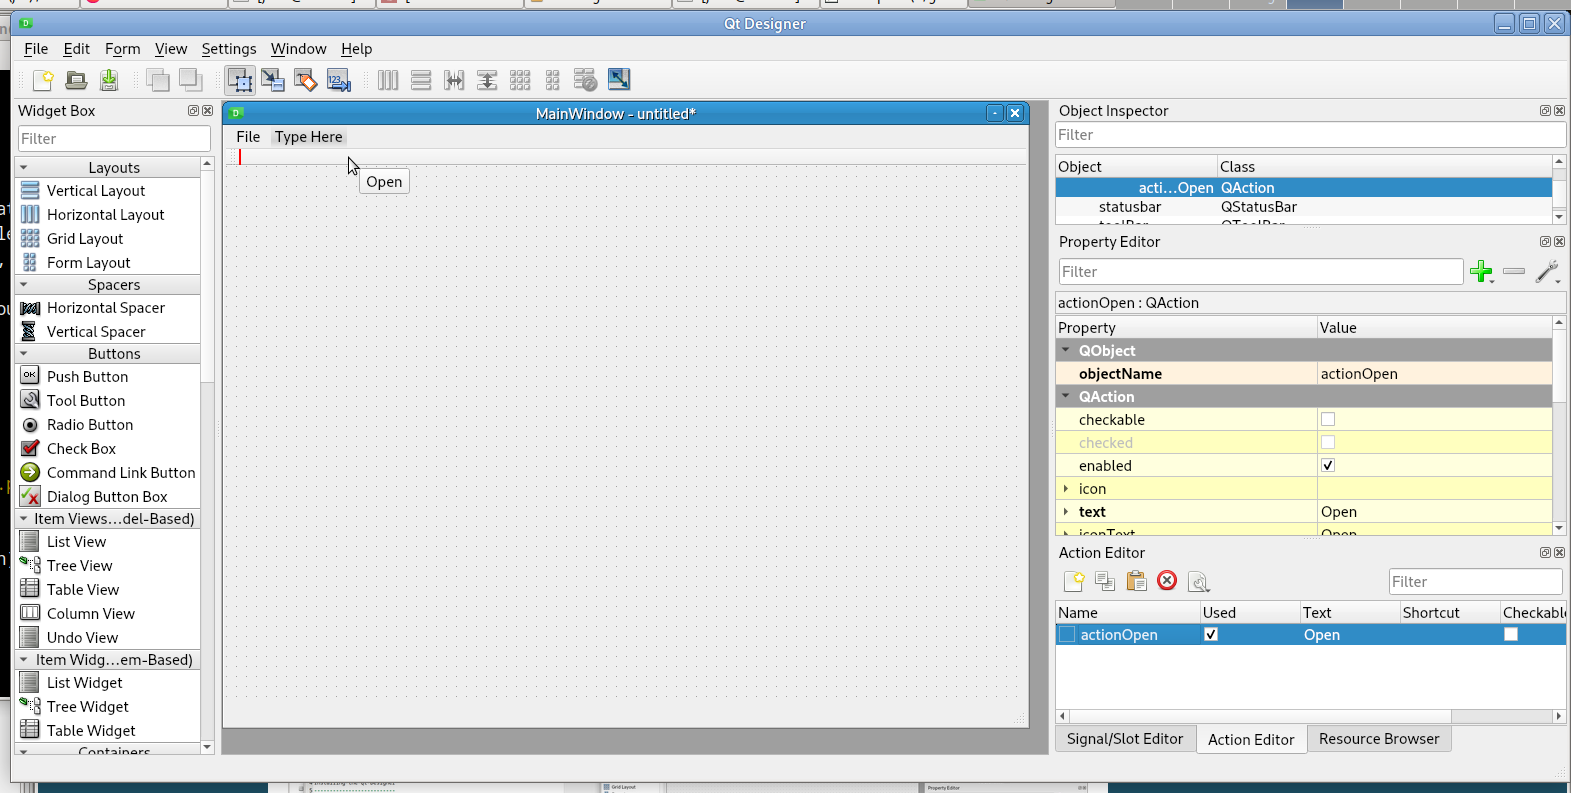 Qt Designer
File Edit Form View Settings Window Help
Widget Box
Filter
Layouts
Vertical Layout
Horizontal Layout
Grid Layout
Form Layout
Spacers
Horizontal Spacer
Vertical Spacer
Buttons
Push Button
Tool Button
Radio Button
Check Box
Command Link Button
Dialog Button Box
Item Views...del-Based)
List View
Tree View
Table View
Column View
Undo View
Item Widg...em-Based)
List Widget
Tree Widget
Table Widget
Containers
MainWindow - untitled*
File Type Here
Open
Object Inspector
Filter
Object Class
acti...Open QAction
statusbar QStatusBar
toolBar QToolBar
Property Editor
Filter
actionOpen : QAction
Property Value
QObject
objectName actionOpen
QAction
checkable
checked
enabled
icon
text Open
iconText Open
Action Editor
Filter
Name Used Text Shortcut Checkable
actionOpen Open
Signal/Slot Editor Action Editor Resource Browser
Grid Layout
Property Editor